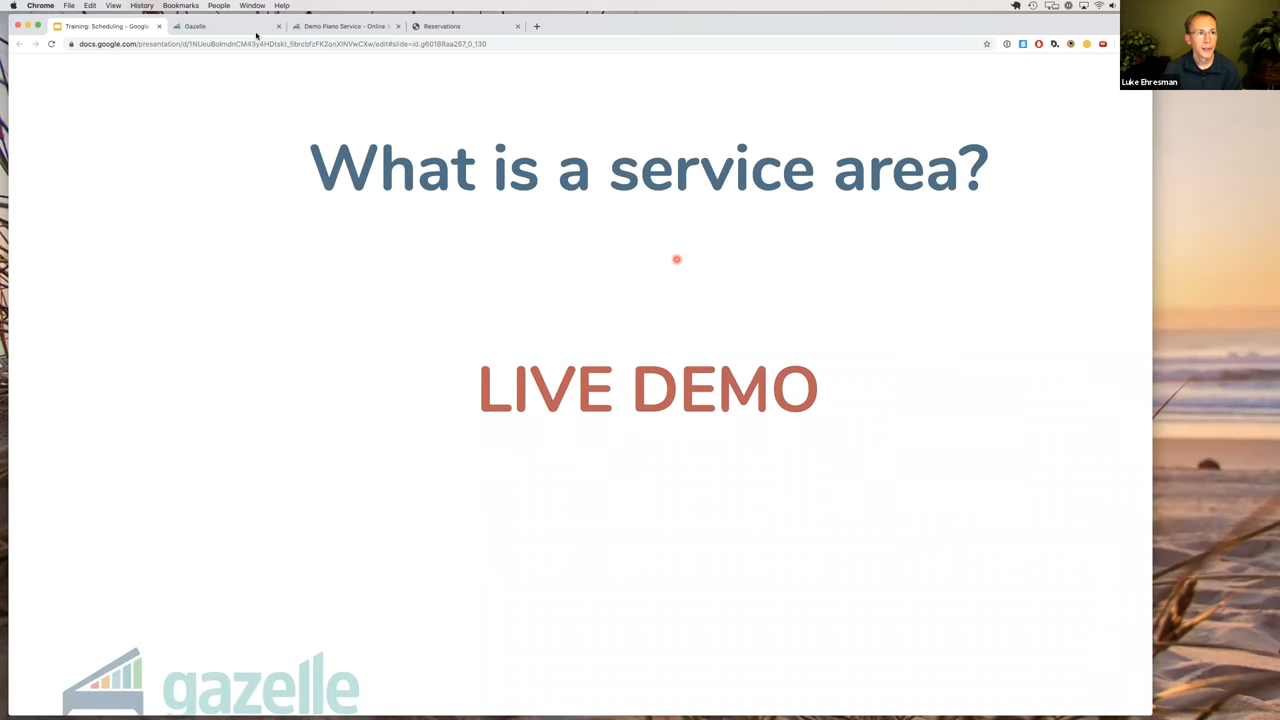 Chrome File Edit View History Bookmarks People Window Help
Training: Scheduling - Google
Gazelle
Demo Piano Service - Online S
Reservations
What is a service area?
LIVE DEMO
gazelle
Luke Ehresman